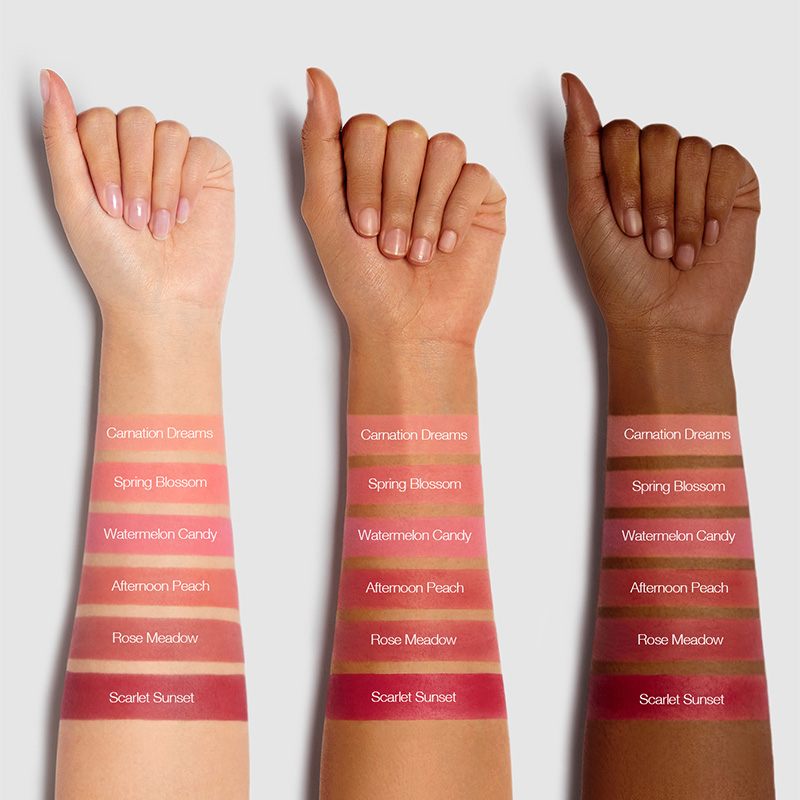 Carnation Dreams
Spring Blossom
Watermelon Candy
Afternoon Peach
Rose Meadow
Scarlet Sunset
Carnation Dreams
Spring Blossom
Watermelon Candy
Afternoon Peach
Rose Meadow
Scarlet Sunset
Carnation Dreams
Spring Blossom
Watermelon Candy
Afternoon Peach
Rose Meadow
Scarlet Sunset